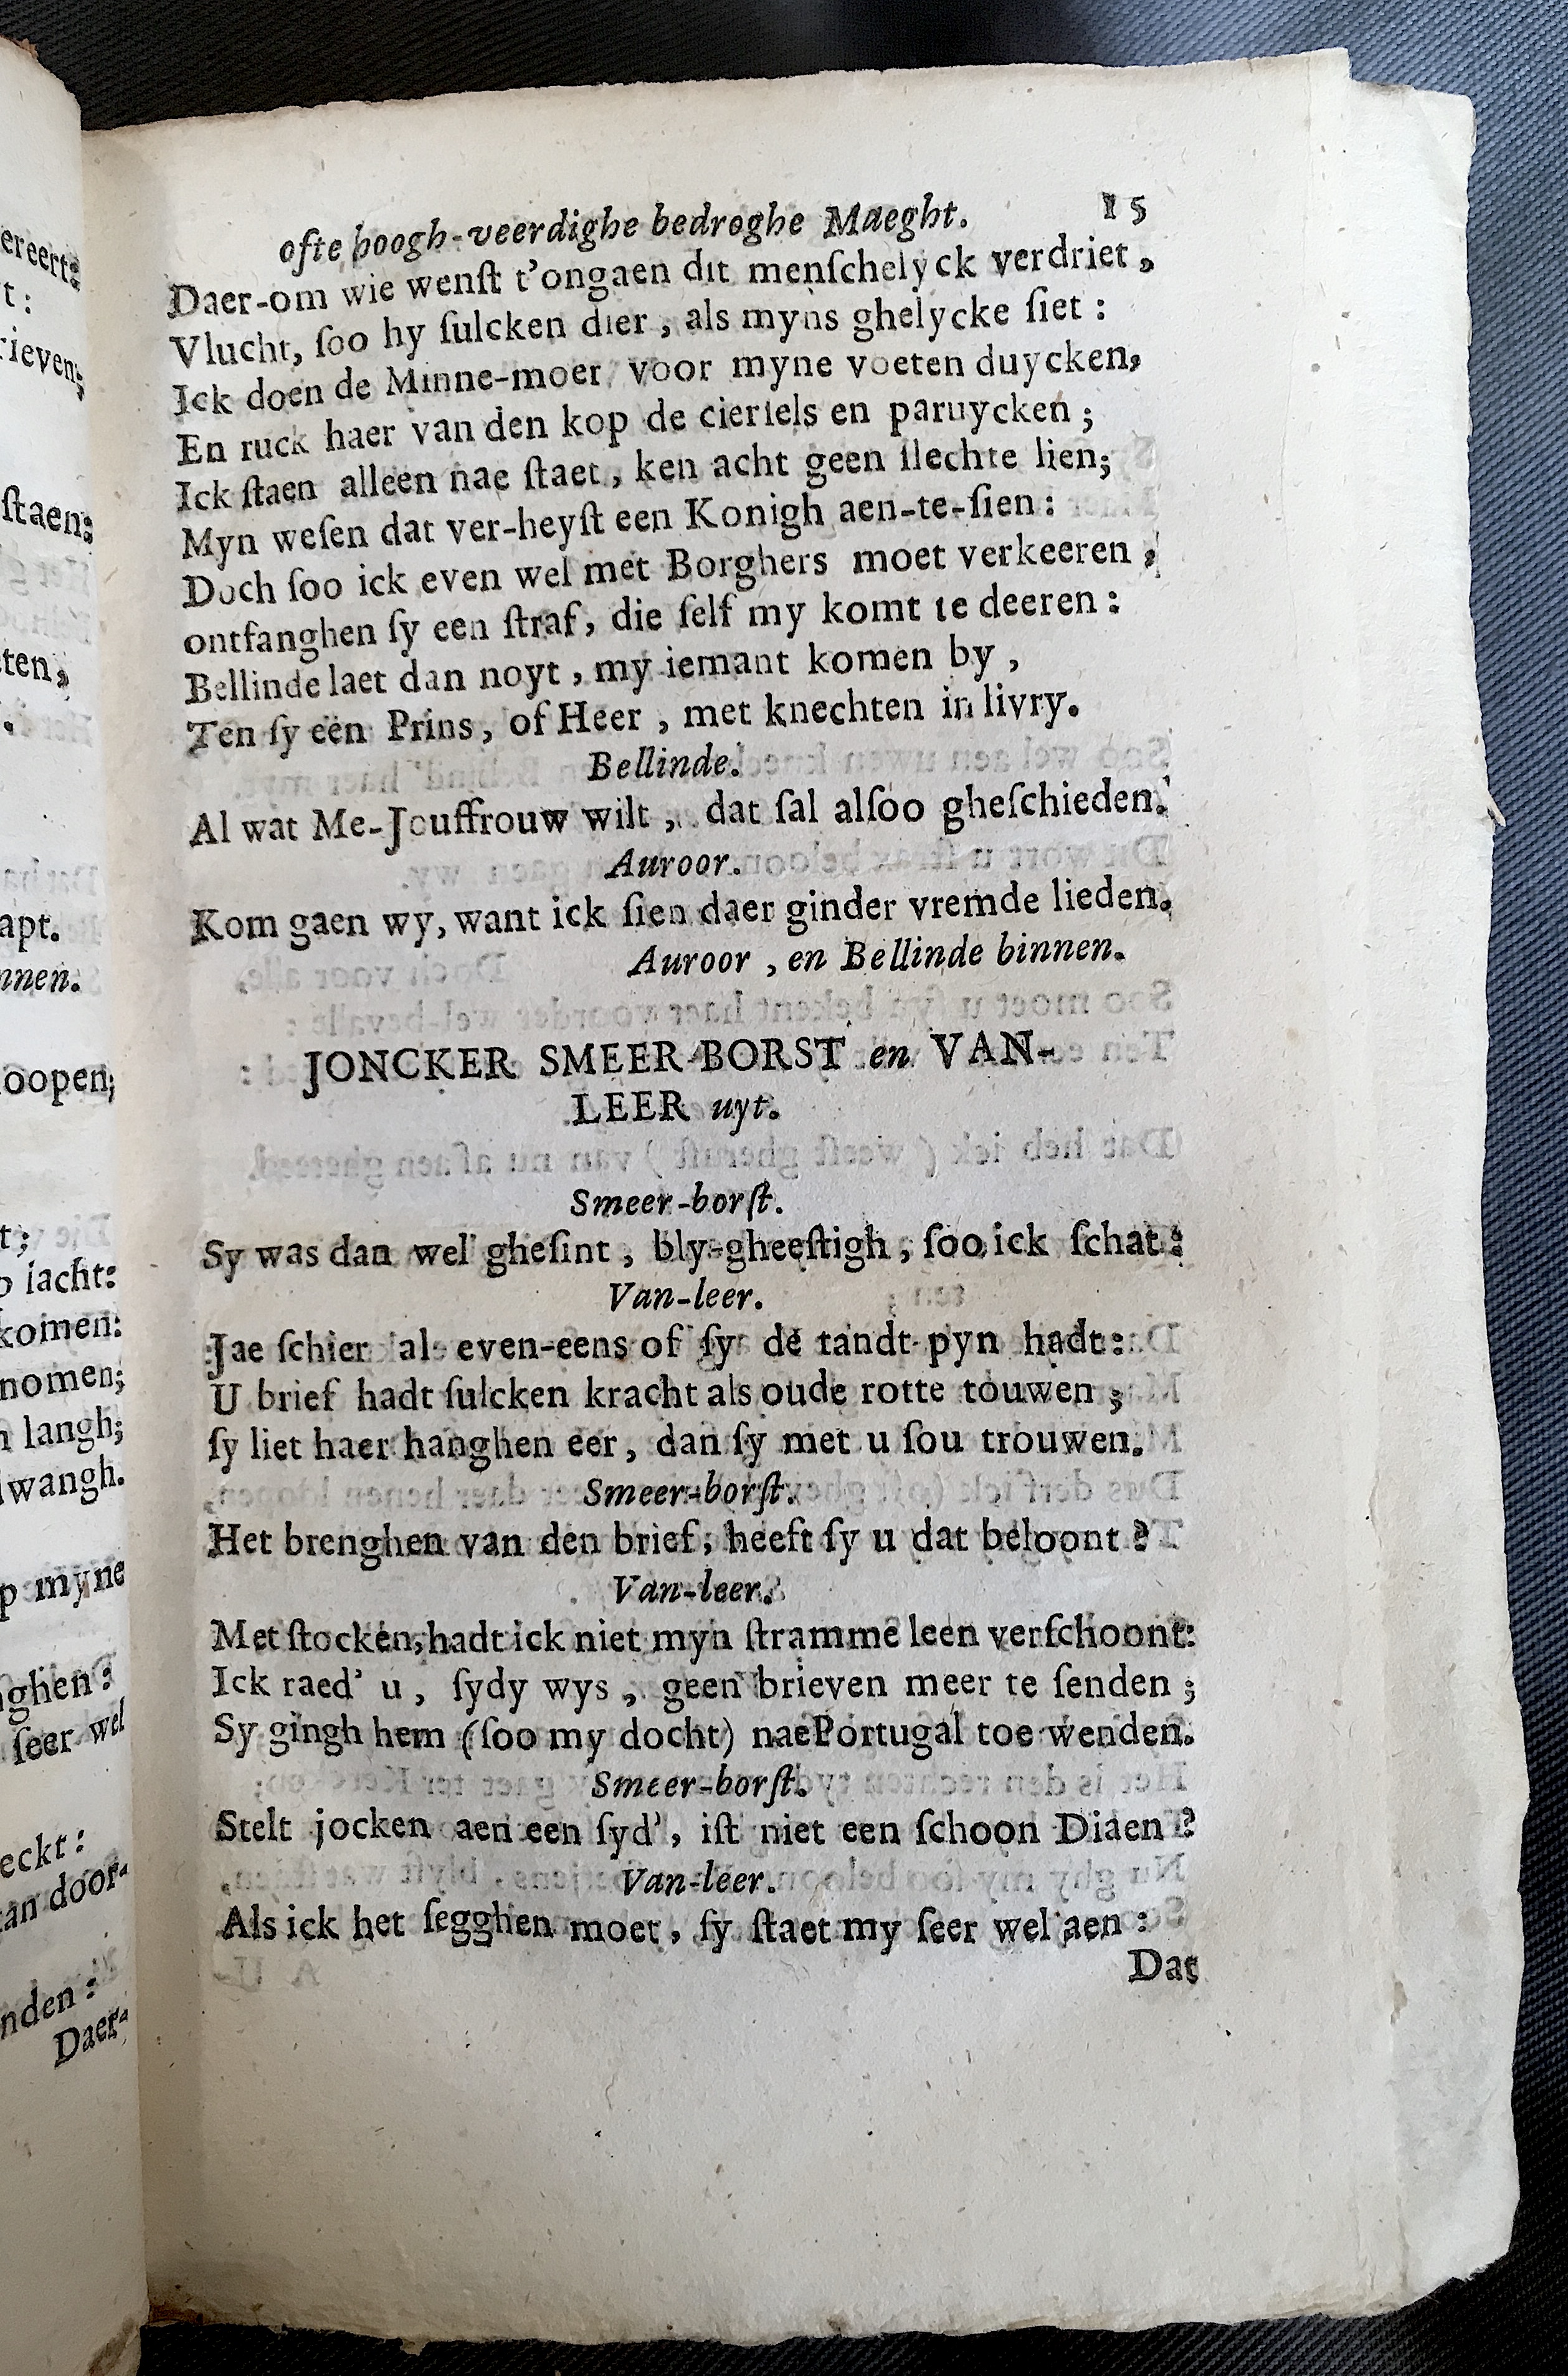 ofte hoogh-veerdighe bedroghe Maeght. 15
Daer-om wie wenſt t'ongaen dit menſchelyck verdriet,
Vlucht, ſoo hy ſulcken dier, als myns ghelycke ſiet:
Ick doen de Minne-moer voor myne voeten duycken,
En ruck haer van den kop de ciertels en paruycken;
Ick ſtaen alleen nae ſtaet, ken acht geen ſlechte lien;
Myn weſen dat ver-heyſt een Konigh aen-te-ſien:
Doch ſoo ick even wel met Borghers moet verkeeren,
ontfanghen ſy een ſtraf, die ſelf my komt te deeren:
Bellinde laet dan noyt, my iemant komen by,
Ten ſy een Prins, of Heer, met knechten in livry.
Bellinde.
Al wat Me-Jouffrouw wilt, dat ſal alſoo gheſchieden.
Auroor.
Kom gaen wy, want ick ſien daer ginder vremde lieden.
Auroor, en Bellinde binnen.
JONCKER SMEER-BORST en VAN-
LEER uyt.
Smeer-borſt.
Sy was dan wel gheſint, bly-gheeſtigh, ſoo ick ſchat:
Van-leer.
Jae ſchier al even-eens of ſy de tandt-pyn hadt:
U brief hadt ſulcken kracht als oude rotte touwen;
ſy liet haer hanghen eer, dan ſy met u ſou trouwen.
Smeer-borſt.
Het brenghen van den brief, heeft ſy u dat beloont?
Van-leer.
Met ſtocken, hadt ick niet myn ſtramme leen verſchoont:
Ick raed' u, ſydy wys, geen brieven meer te ſenden;
Sy gingh hem (ſoo my docht) nae Portugal toe wenden.
Smeer-borſt.
Stelt jocken aen een ſyd', iſt niet een ſchoon Diaen?
Van-leer.
Als ick het ſegghen moet, ſy ſtaet my ſeer wel aen:
Dat